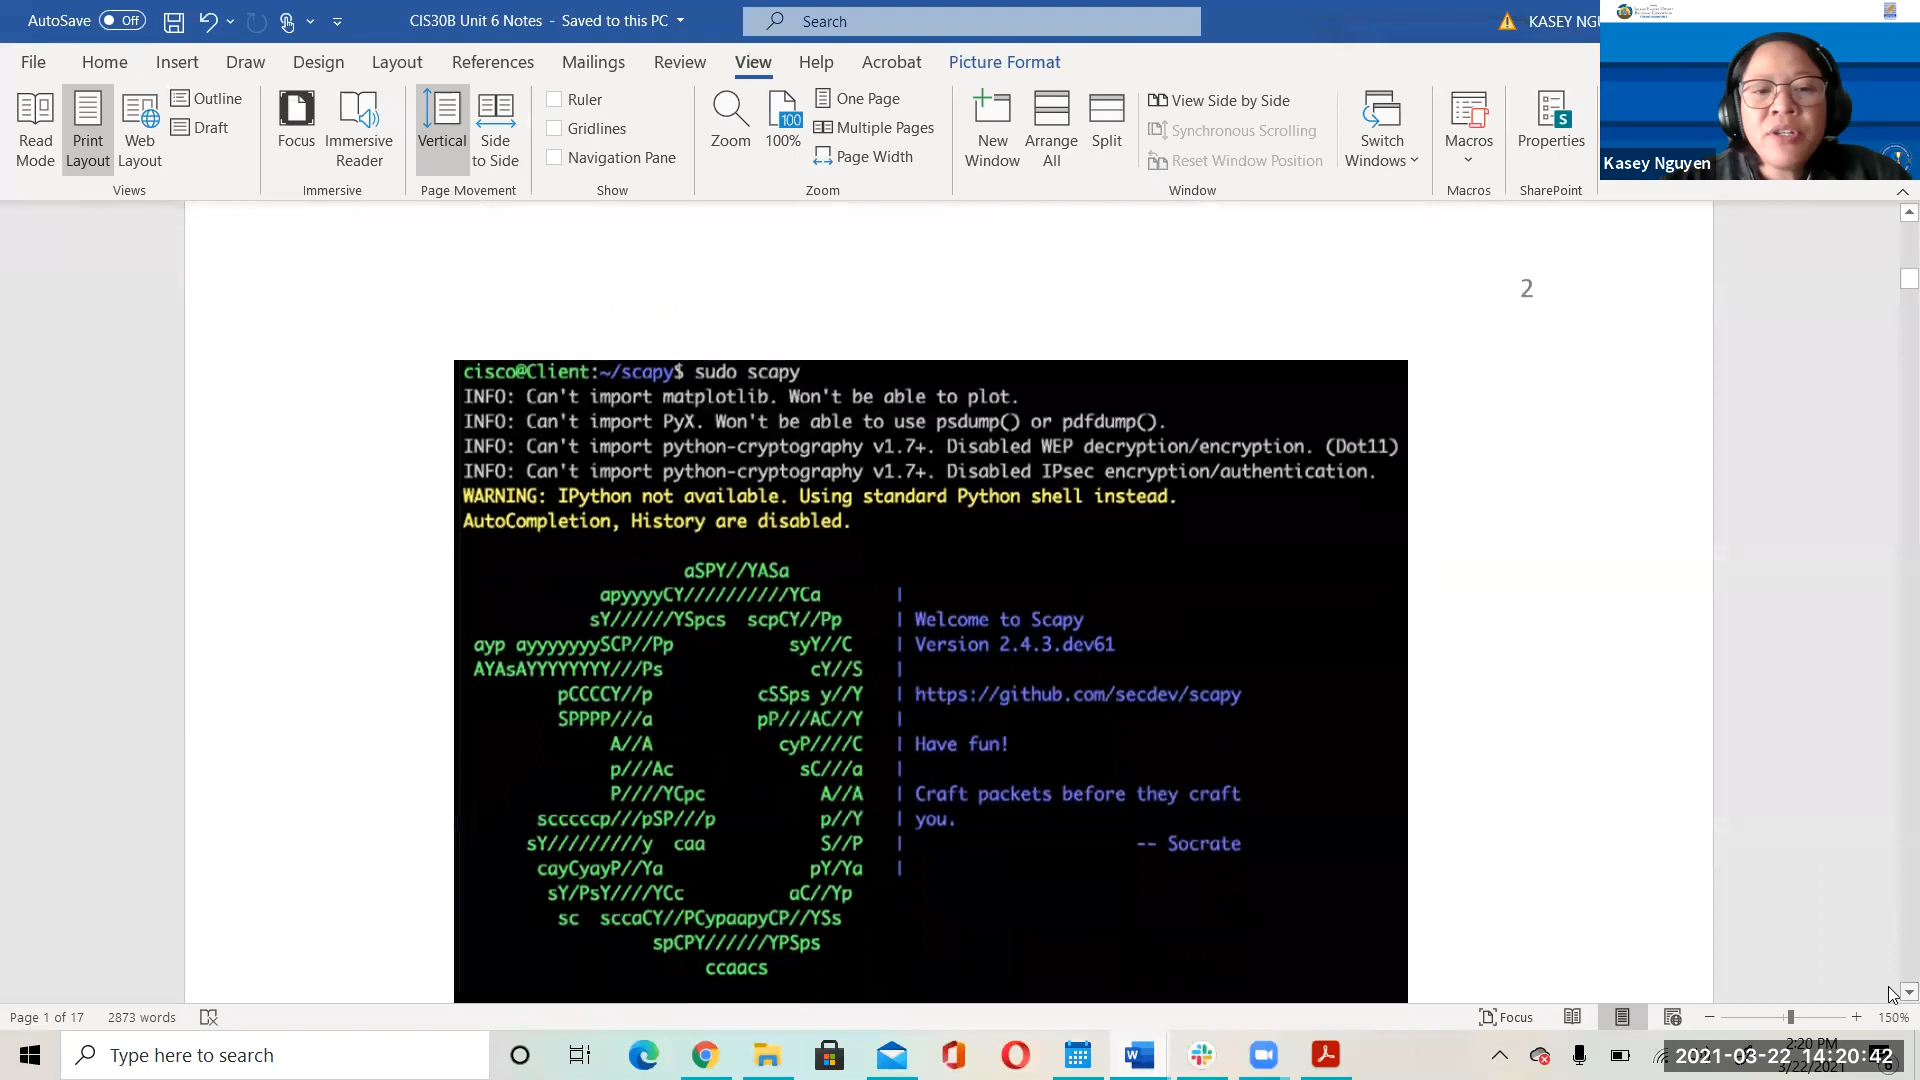 AutoSave Off
CIS30B Unit 6 Notes - Saved to this PC
Search
KASEY NGU
File Home Insert Draw Design Layout References Mailings Review View Help Acrobat Picture Format
Read Mode
Print Layout
Web Layout
Outline
Draft
Views
Focus
Immersive Reader
Immersive
Vertical
Side to Side
Page Movement
Ruler
Gridlines
Navigation Pane
Show
Zoom
100
100%
One Page
Multiple Pages
Page Width
Zoom
New Window
Arrange All
Split
View Side by Side
Synchronous Scrolling
Reset Window Position
Window
Switch Windows
Macros
Macros
Properties
SharePoint
Kasey Nguyen
2
cisco@Client:~/scapy$ sudo scapy
INFO: Can't import matplotlib. Won't be able to plot.
INFO: Can't import PyX. Won't be able to use psdump() or pdfdump().
INFO: Can't import python-cryptography v1.7+. Disabled WEP decryption/encryption. (Dot11)
INFO: Can't import python-cryptography v1.7+. Disabled IPsec encryption/authentication.
WARNING: IPython not available. Using standard Python shell instead.
AutoCompletion, History are disabled.
aSPY//YASa
apyyyyCY//////////YCa |
sY//////YSpcs scpCY//Pp | Welcome to Scapy
ayp ayyyyyyySCP//Pp syY//C | Version 2.4.3.dev61
AYAsAYYYYYYYY///Ps cY//S |
pCCCCY//p cSSps y//Y | https://github.com/secdev/scapy
SPPPP///a pP///AC//Y |
A//A cyP////C | Have fun!
p///Ac sC///a |
P////YCpc A//A | Craft packets before they craft
scccccp///pSP///p p//Y | you.
sY/////////y caa S//P | -- Socrate
cayCyayP//Ya pY/Ya |
sY/PsY////YCc aC//Yp
sc sccaCY//PCypaapyCP//YSs
spCPY//////YPSps
ccaacs
Page 1 of 17 2873 words
Focus
150%
Type here to search
2:20 PM
3/22/2021
2021-03-22 14:20:42